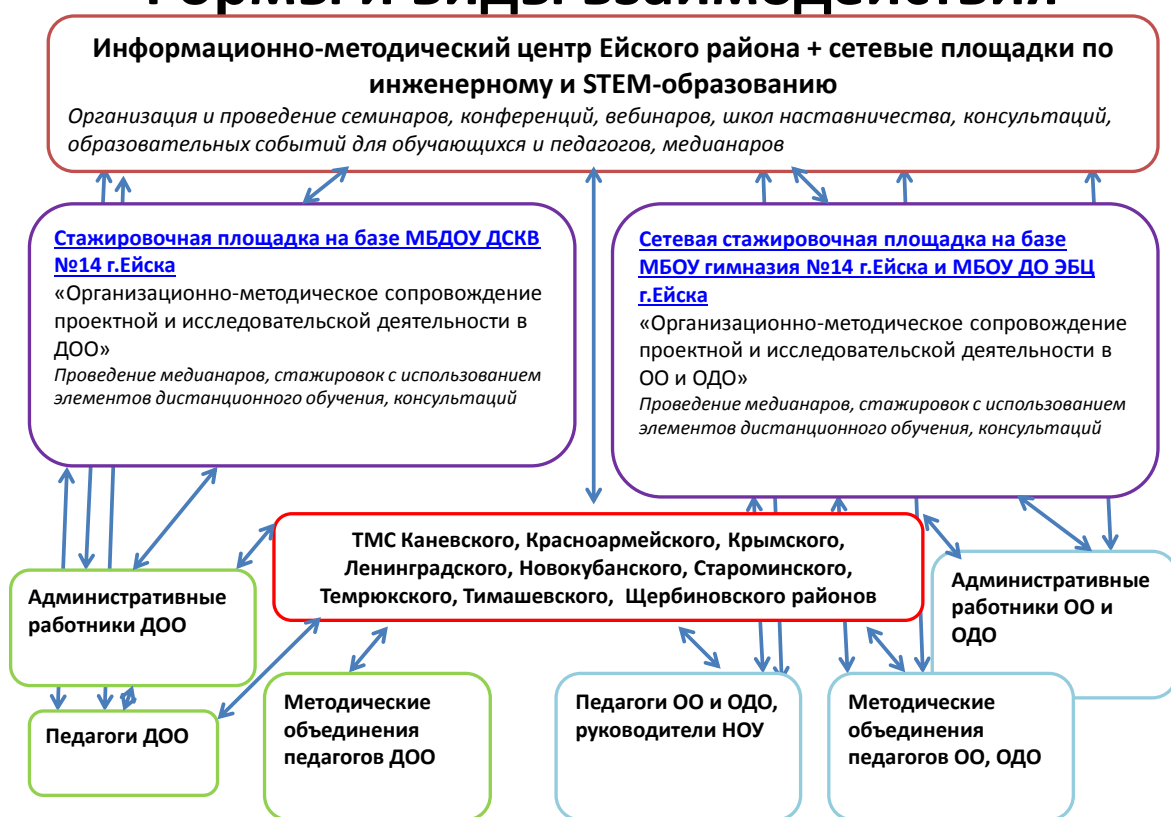 Формы и виды взаимодействия
Информационно-методический центр Ейского района + сетевые площадки по
инженерному и STEM-образованию
Организация и проведение семинаров, конференций, вебинаров, школ наставничества, консультаций,
образовательных событий для обучающихся и педагогов, медианаров
Стажировочная площадка на базе МБДОУ ДСКВ
№14 г.Ейска
«Организационно-методическое сопровождение
проектной и исследовательской деятельности в
ДОО»
Проведение медианаров, стажировок с использованием
элементов дистанционного обучения, консультаций
Сетевая стажировочная площадка на базе
МБОУ гимназия №14 г.Ейска и МБОУ ДО ЭБЦ
г.Ейска
«Организационно-методическое сопровождение
проектной и исследовательской деятельности в
ОО и ОДО»
Проведение медианаров, стажировок с использованием
элементов дистанционного обучения, консультаций
ТМС Каневского, Красноармейского, Крымского,
Ленинградского, Новокубанского, Староминского,
Темрюкского, Тимашевского, Щербиновского районов
Административные
работники ДОО
Административные
работники ОО и
ОДО
Педагоги ДОО
Методические
объединения
педагогов ДОО
Педагоги ОО и ОДО,
руководители НОУ
Методические
объединения
педагогов ОО, ОДО